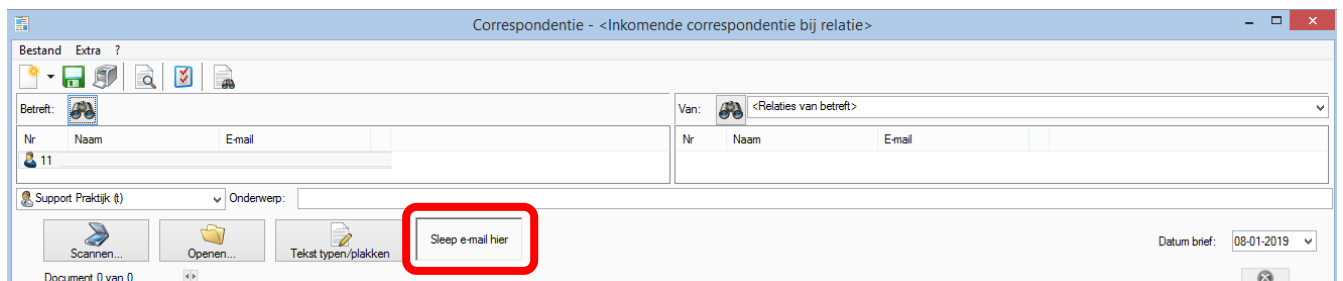 Correspondentie - <Inkomende correspondentie bij relatie>
Bestand Extra ?
Betreft:
Van: <Relaties van betreft>
Nr Naam E-mail
Nr Naam E-mail
11
Support Praktijk (t) Onderwerp:
Scannen... Openen... Tekst typen/plakken Sleep e-mail hier
Datum brief: 08-01-2019
Document 0 van 0